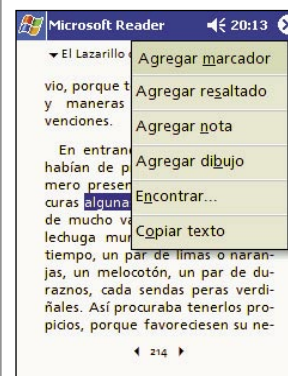 Microsoft Reader 20:13
El Lazarillo
Agregar marcador
Agregar resaltado
Agregar nota
Agregar dibujo
Encontrar...
Copiar texto
vio, porque
y maneras
venciones.
En entran
habían de
mero presen
curas alguna
de mucho
lechuga mur
tiempo, un par de limas o naran-
jas, un melocotón, un par de du-
raznos, cada sendas peras verdi-
ñales. Así procuraba tenerlos pro-
picios, porque favoreciesen su ne-
214